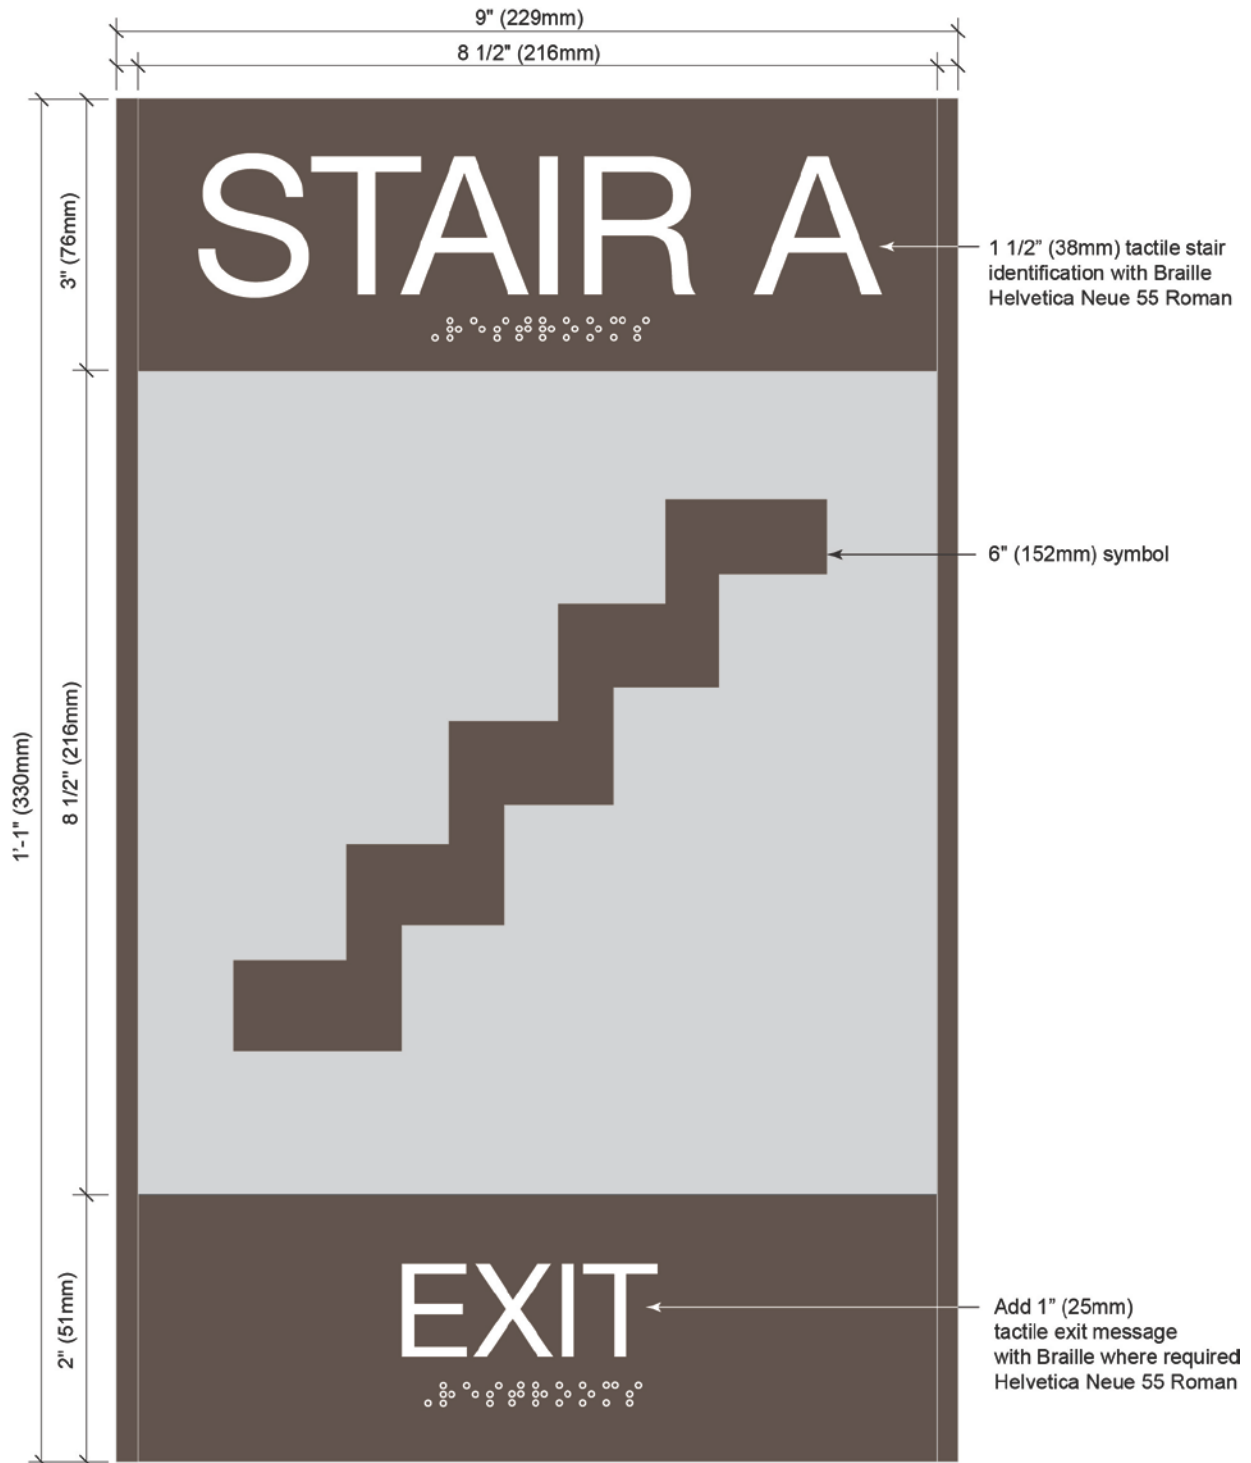 9" (229mm)
8 1/2" (216mm)
STAIR A
3" (76mm)
1 1/2” (38mm) tactile stair
identification with Braille
Helvetica Neue 55 Roman
6" (152mm) symbol
8 1/2" (216mm)
1'-1" (330mm)
EXIT
2" (51mm)
Add 1” (25mm)
tactile exit message
with Braille where required
Helvetica Neue 55 Roman